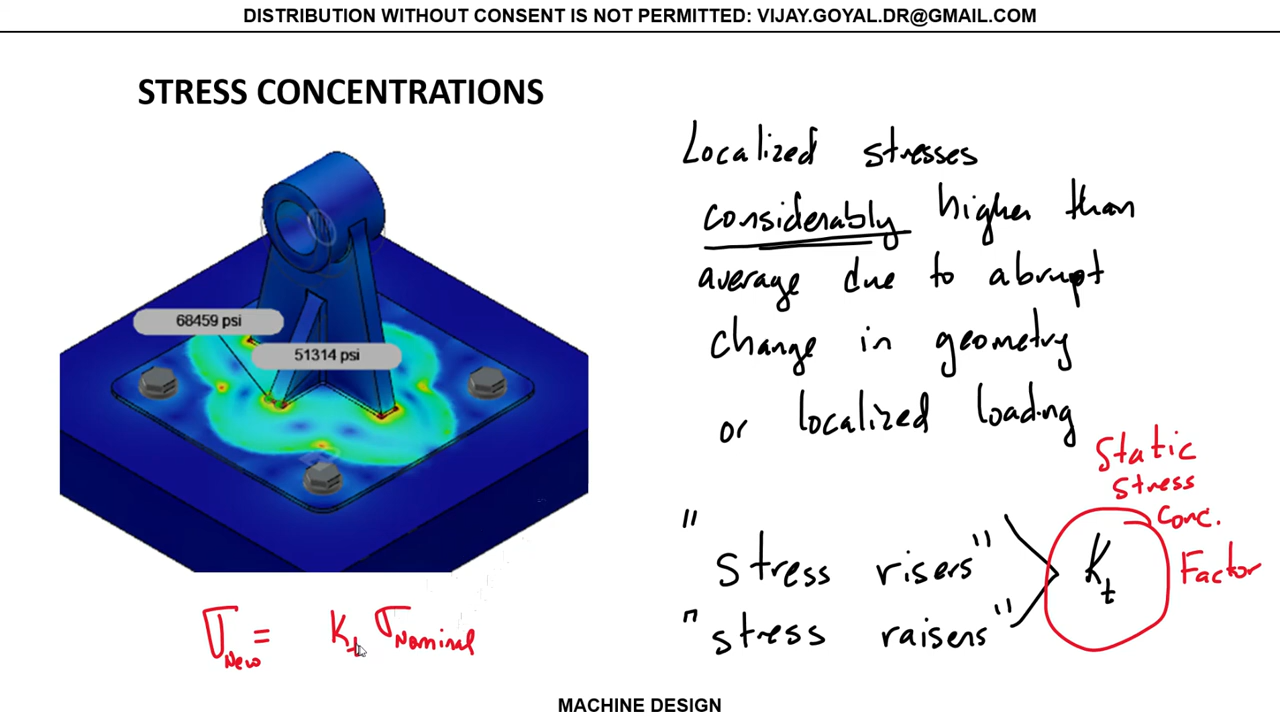 DISTRIBUTION WITHOUT CONSENT IS NOT PERMITTED: VIJAY.GOYAL.DR@GMAIL.COM
STRESS CONCENTRATIONS
68459 psi
51314 psi
Localized stresses
considerably higher than
average due to abrupt
change in geometry
or localized loading
"stress risers"
"stress raisers"
Kt
Static
Stress
Conc.
Factor
σNew = Kt σNominal
MACHINE DESIGN